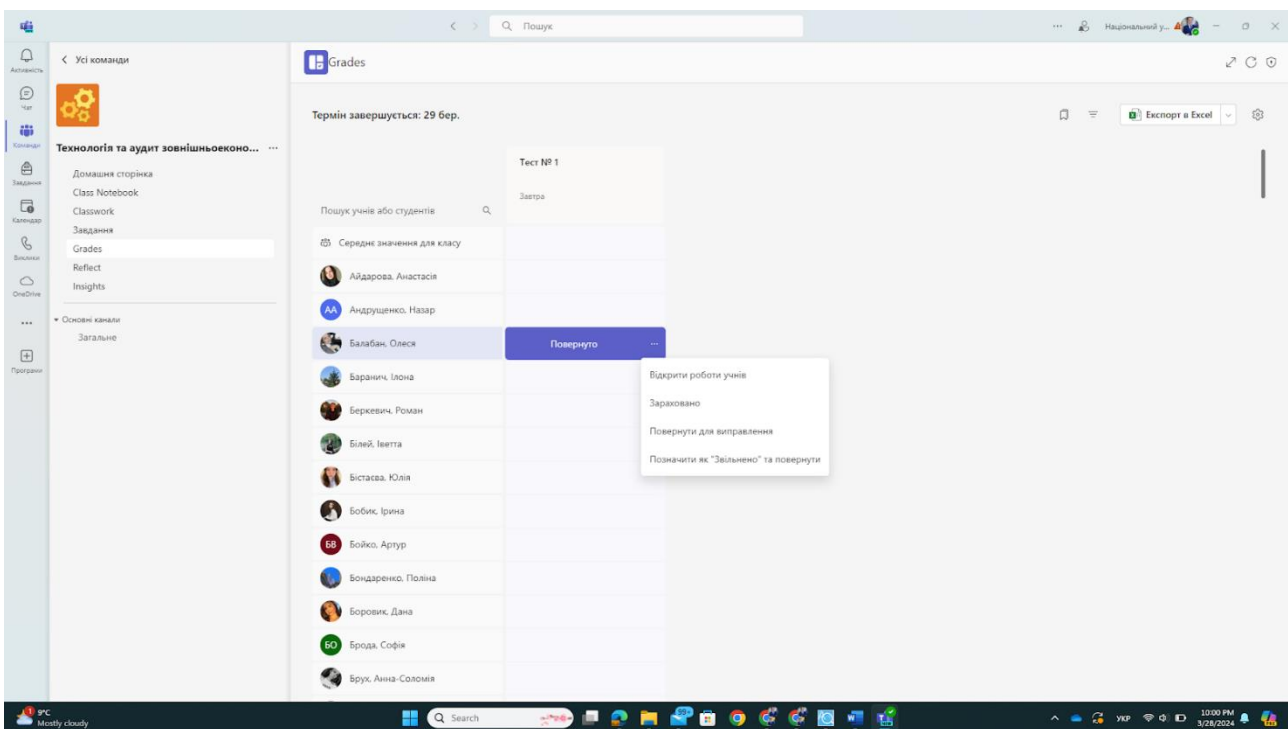 Пошук
Національний у...
Активність
Чат
Команди
Завдання
Календар
Виклики
OneDrive
Програми
Усі команди
Технологія та аудит зовнішньоеконо...
Домашня сторінка
Class Notebook
Classwork
Завдання
Grades
Reflect
Insights
Основні канали
Загальне
Grades
Термін завершується: 29 бер.
Експорт в Excel
Тест № 1
Завтра
Пошук учнів або студентів
Середнє значення для класу
Айдарова, Анастасія
АА Андрущенко, Назар
Балабан, Олеся
Повернуто
Баранич, Ілона
Беркевич, Роман
Білей, Іветта
Бістаєва, Юлія
Бобик, Ірина
БВ Бойко, Артур
Бондаренко, Поліна
Боровик, Дана
БО Брода, Софія
Брух, Анна-Соломія
Відкрити роботи учнів
Зараховано
Повернути для виправлення
Позначити як "Звільнено" та повернути
1
9°C
Mostly cloudy
Search
99+
УКР
10:00 PM
3/28/2024